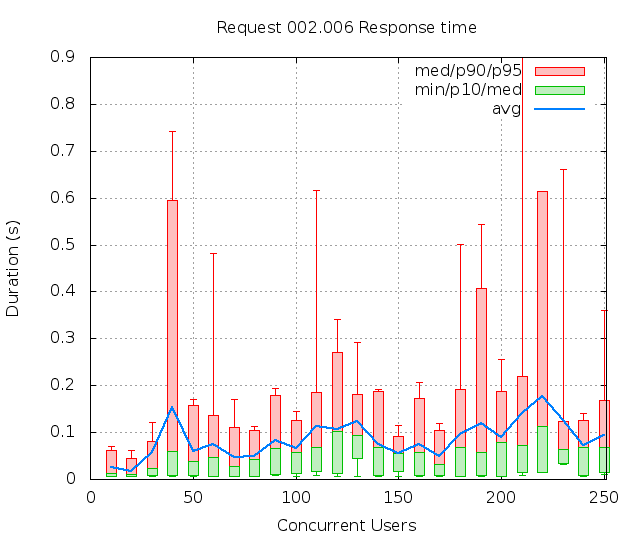 Request 002.006 Response time
med/p90/p95
min/p10/med
avg
0.9
0.8
0.7
0.6
0.5
0.4
0.3
0.2
0.1
0
Duration (s)
0 50 100 150 200 250
Concurrent Users